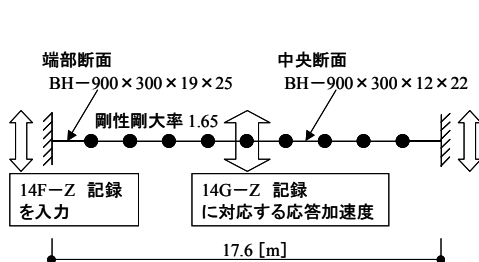 端部断面
BH－900×300×19×25
中央断面
BH－900×300×12×22
剛性剛大率 1.65
14F－Z 記録
を入力
14G－Z 記録
に対応する応答加速度
17.6 [m]